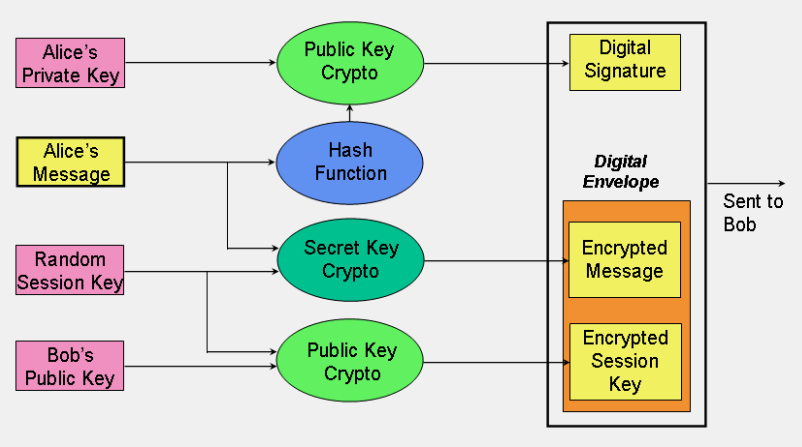 Alice's
Private Key
Public Key
Crypto
Digital
Signature
Alice's
Message
Hash
Function
Digital
Envelope
Sent to
Bob
Random
Session Key
Secret Key
Crypto
Encrypted
Message
Bob's
Public Key
Public Key
Crypto
Encrypted
Session
Key